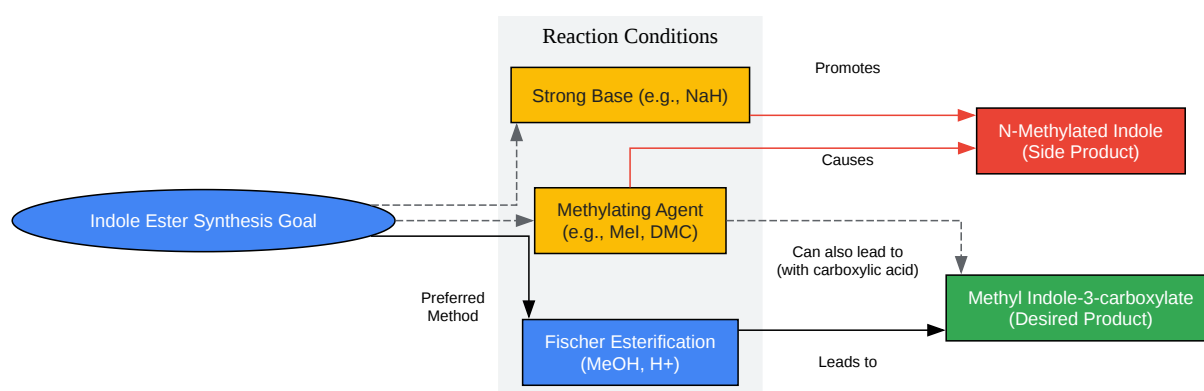 Reaction Conditions
Strong Base (e.g., NaH)
Promotes
N-Methylated Indole
(Side Product)
Causes
Indole Ester Synthesis Goal
Methylating Agent
(e.g., MeI, DMC)
Can also lead to
(with carboxylic acid)
Methyl Indole-3-carboxylate
(Desired Product)
Preferred
Method
Fischer Esterification
(MeOH, H+)
Leads to